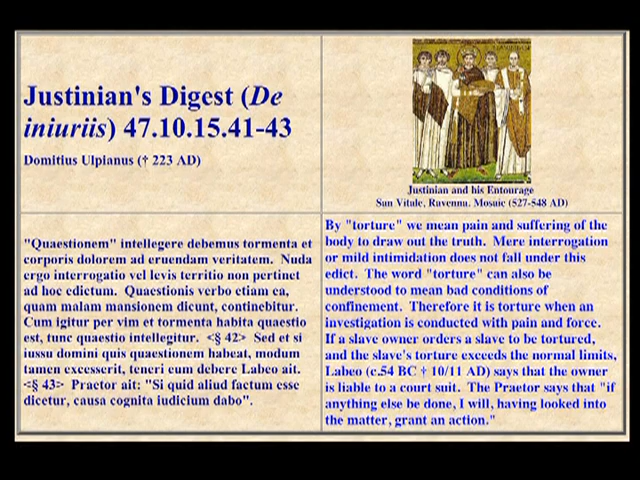 Justinian's Digest (De
iniuriis) 47.10.15.41-43
Domitius Ulpianus († 223 AD)
Justinian and his Entourage
San Vitale, Ravenna. Mosaic (527-548 AD)
"Quaestionem" intellegere debemus tormenta et
corporis dolorem ad eruendam veritatem. Nuda
ergo interrogatio vel levis territio non pertinet
ad hoc edictum. Quaestionis verbo etiam ea,
quam malam mansionem dicunt, continebitur.
Cum igitur per vim et tormenta habita quaestio
est, tunc quaestio intellegitur. <§ 42> Sed et si
iussu domini quis quaestionem habeat, modum
tamen excesserit, teneri eum debere Labeo ait.
<§ 43> Praetor ait: "Si quid aliud factum esse
dicetur, causa cognita iudicium dabo".
By "torture" we mean pain and suffering of the
body to draw out the truth. Mere interrogation
or mild intimidation does not fall under this
edict. The word "torture" can also be
understood to mean bad conditions of
confinement. Therefore it is torture when an
investigation is conducted with pain and force.
If a slave owner orders a slave to be tortured,
and the slave's torture exceeds the normal limits,
Labeo (c.54 BC † 10/11 AD) says that the owner
is liable to a court suit. The Praetor says that "if
anything else be done, I will, having looked into
the matter, grant an action."